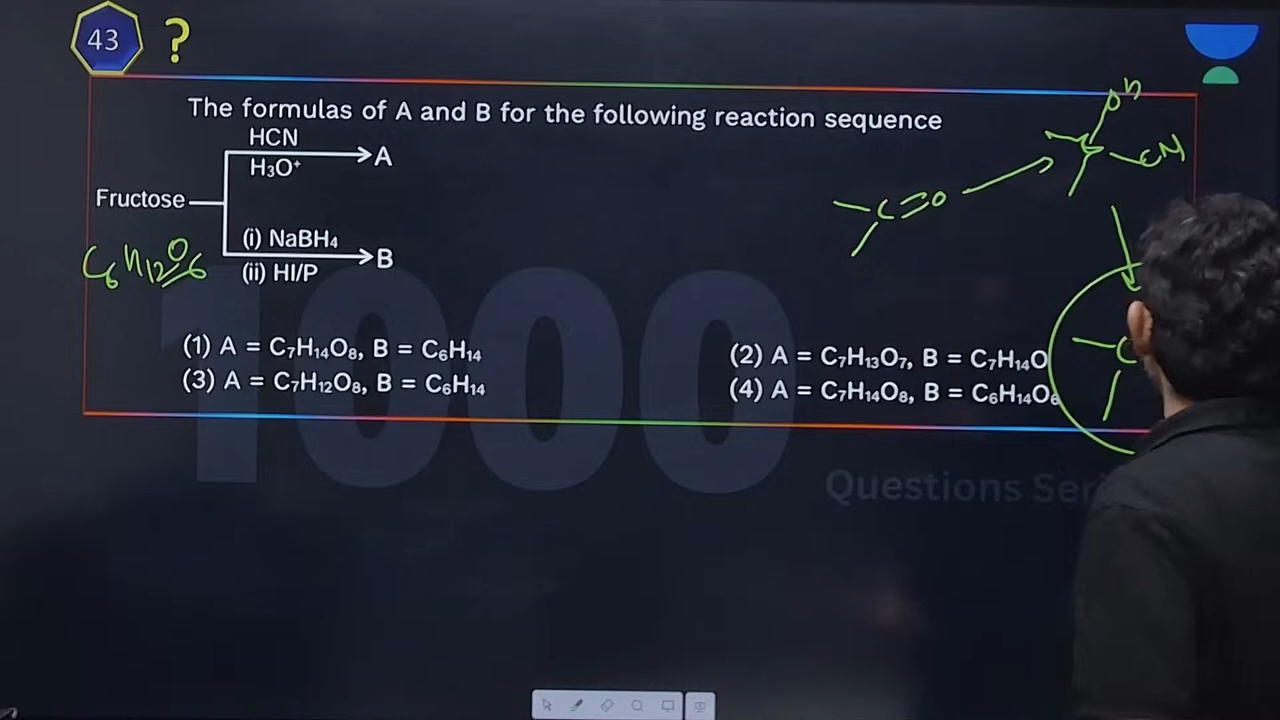 43 ?
The formulas of A and B for the following reaction sequence
HCN
H₃O⁺
A
Fructose
C₆H₁₂O₆
(i) NaBH₄
(ii) HI/P
B
(1) A = C₇H₁₄O₈, B = C₆H₁₄
(2) A = C₇H₁₃O₇, B = C₇H₁₄O
(3) A = C₇H₁₂O₈, B = C₆H₁₄
(4) A = C₇H₁₄O₈, B = C₆H₁₄O₆
C=O
OH
C
CN
C
1000
Questions Seri